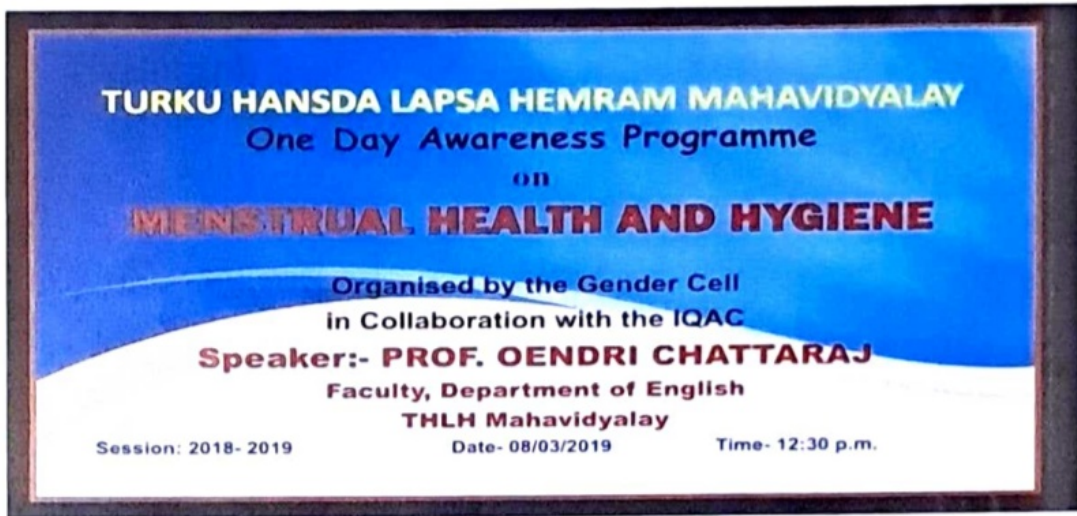 TURKU HANSDA LAPSA HEMRAM MAHAVIDYALAY
One Day Awareness Programme
on
MENSTRUAL HEALTH AND HYGIENE
Organised by the Gender Cell
in Collaboration with the IQAC
Speaker:- PROF. OENDRI CHATTARAJ
Faculty, Department of English
THLH Mahavidyalay
Session: 2018- 2019 Date- 08/03/2019 Time- 12:30 p.m.